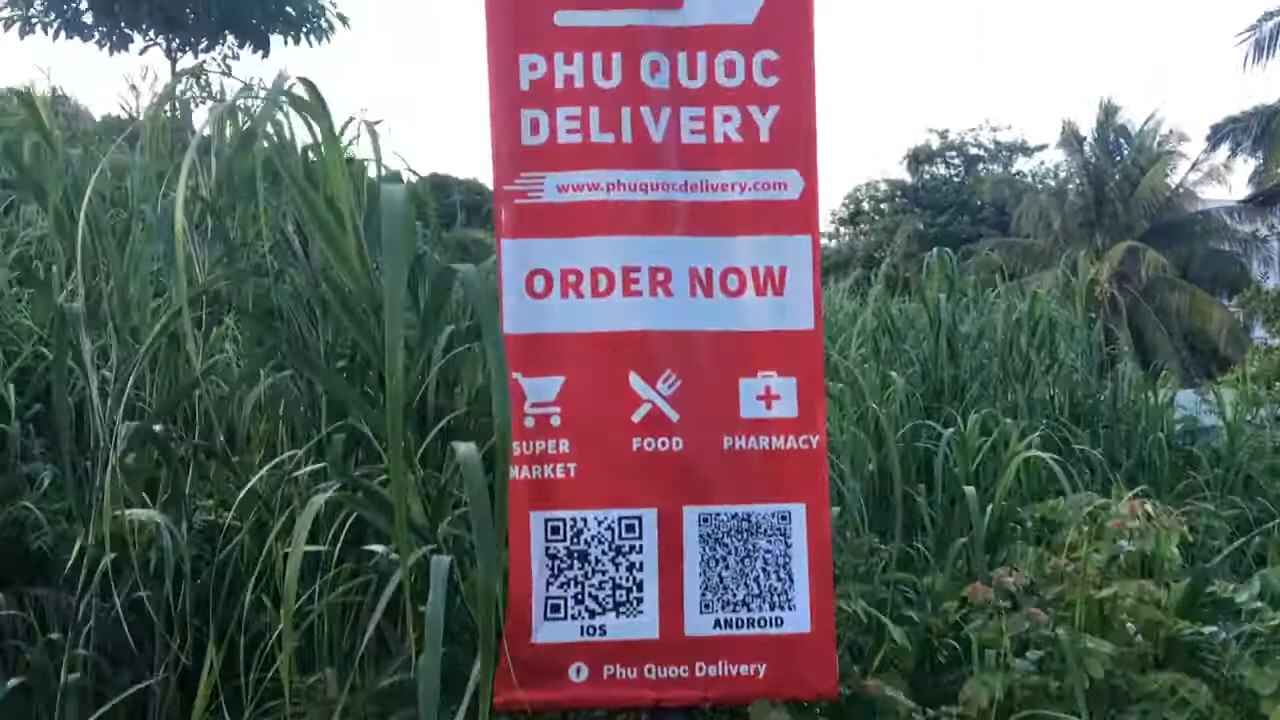 PHU QUOC
DELIVERY
www.phuquocdelivery.com
ORDER NOW
SUPER
MARKET
FOOD
PHARMACY
IOS
ANDROID
Phu Quoc Delivery